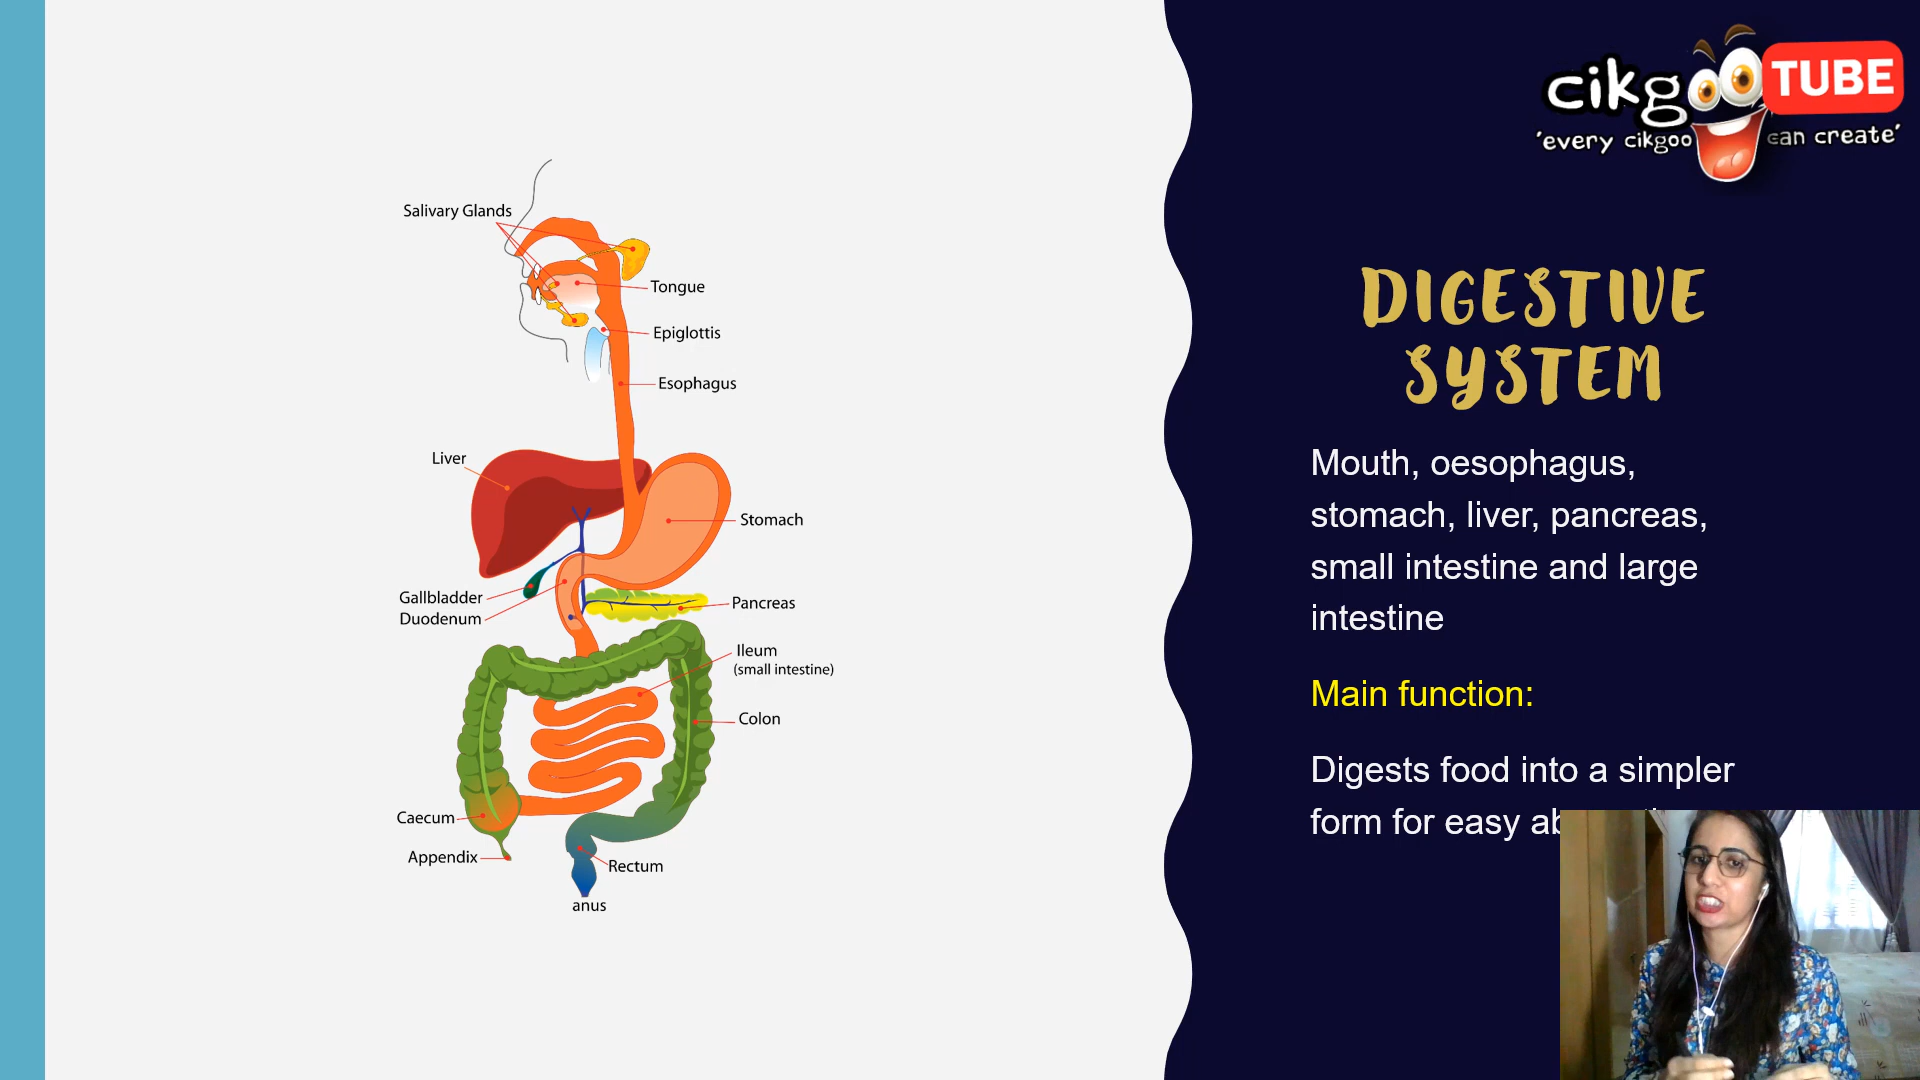 cikgoo TUBE
'every cikgoo can create'
Salivary Glands
Tongue
Epiglottis
Esophagus
Liver
Stomach
Gallbladder
Duodenum
Pancreas
Ileum
(small intestine)
Colon
Caecum
Appendix
Rectum
anus
DIGESTIVE
SYSTEM
Mouth, oesophagus,
stomach, liver, pancreas,
small intestine and large
intestine
Main function:
Digests food into a simpler
form for easy